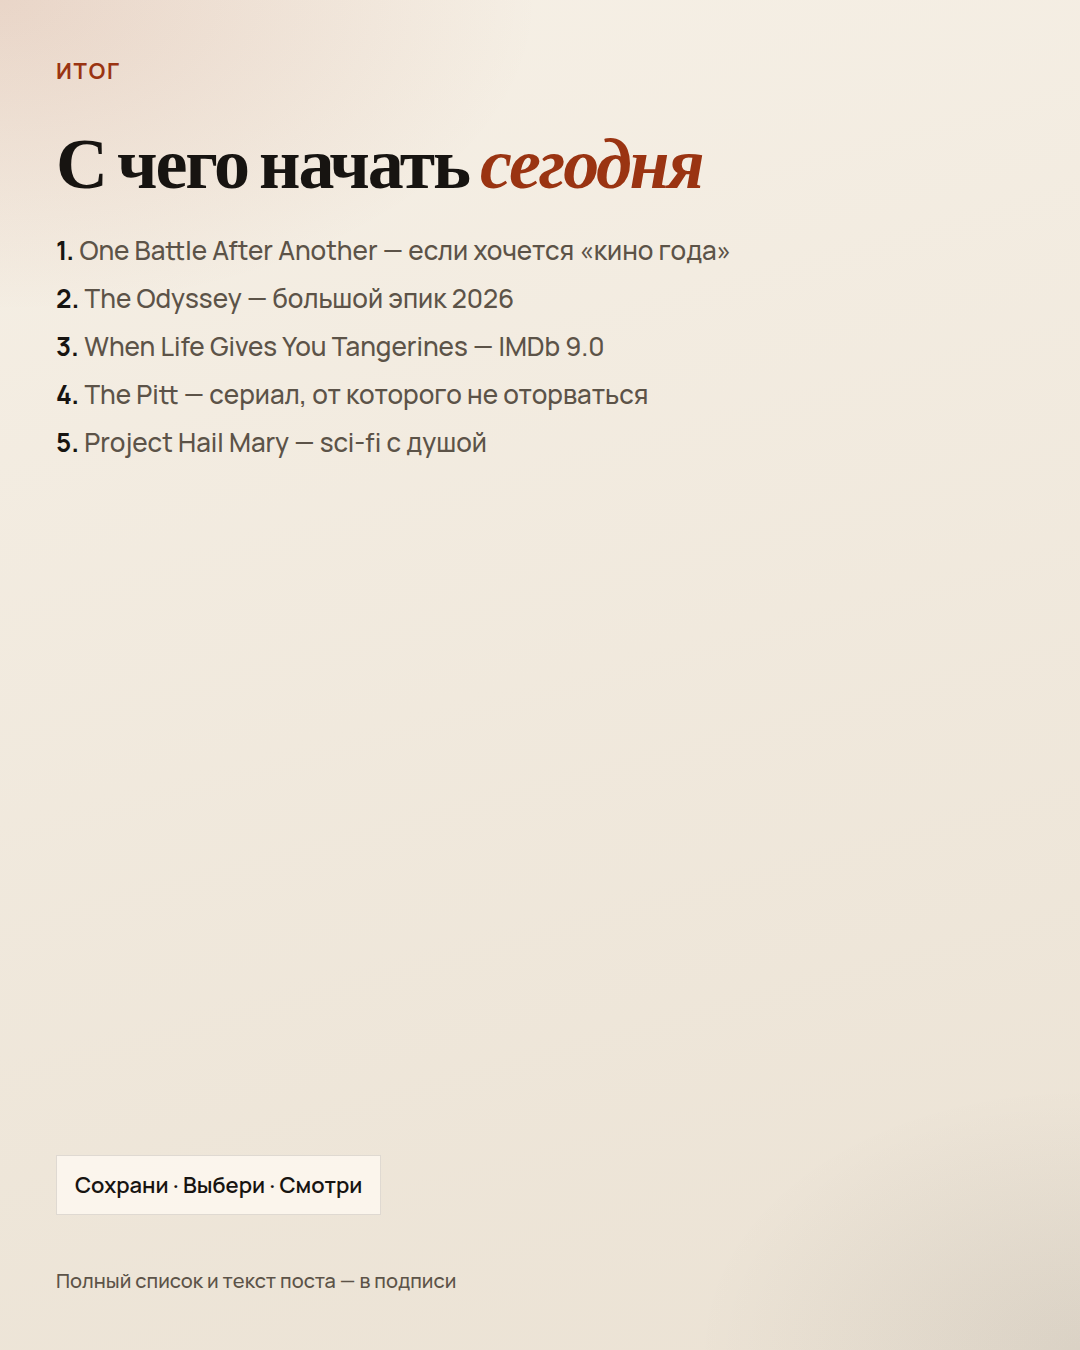 ИТОГ
С чего начать сегодня
1. One Battle After Another — если хочется «кино года»
2. The Odyssey — большой эпик 2026
3. When Life Gives You Tangerines — IMDb 9.0
4. The Pitt — сериал, от которого не оторваться
5. Project Hail Mary — sci-fi с душой
Сохрани · Выбери · Смотри
Полный список и текст поста — в подписи